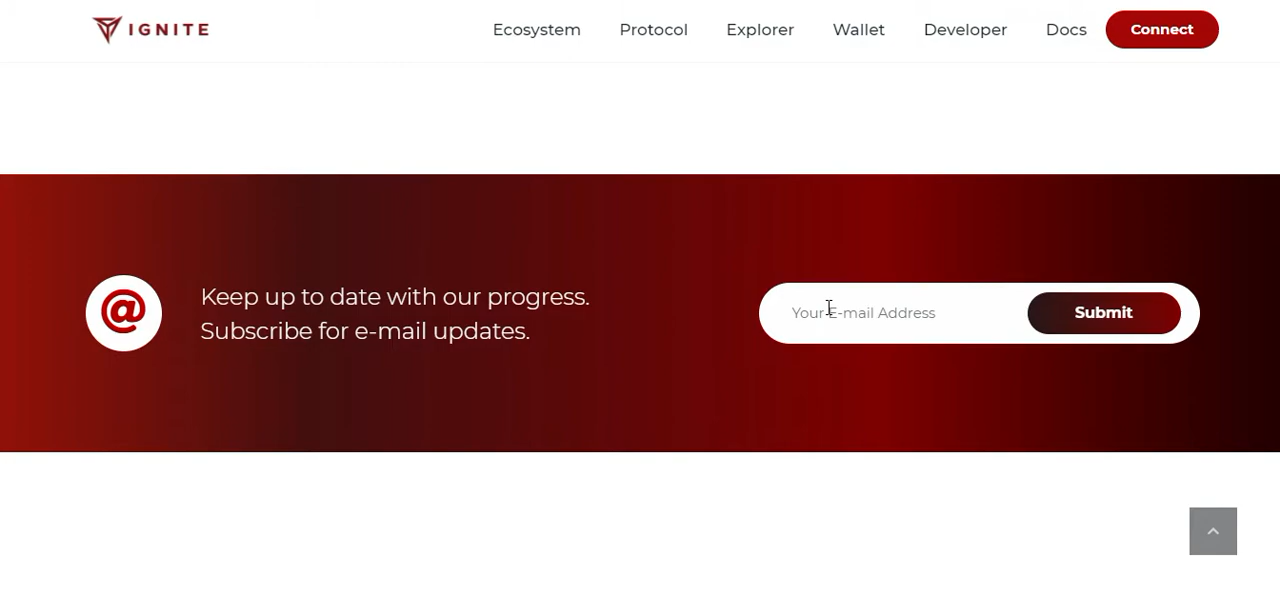 IGNITE Ecosystem Protocol Explorer Wallet Developer Docs Connect
@ Keep up to date with our progress.
Subscribe for e-mail updates.
Your E-mail Address Submit